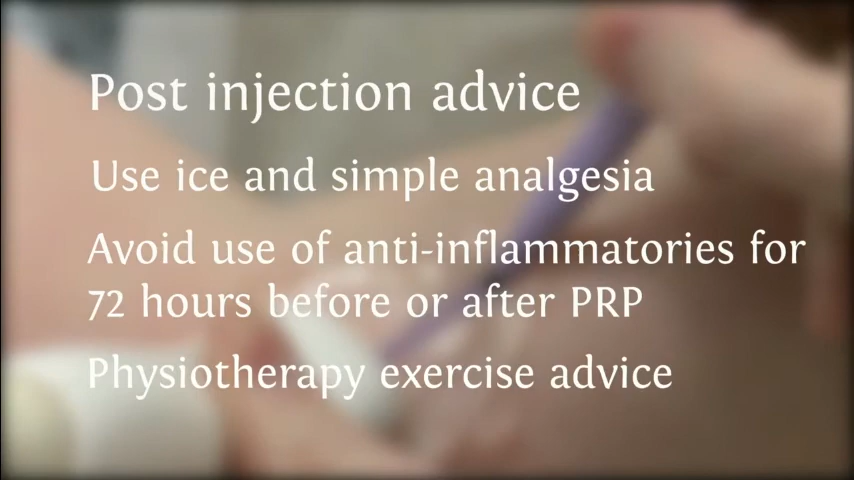 Post injection advice
Use ice and simple analgesia
Avoid use of anti-inflammatories for
72 hours before or after PRP
Physiotherapy exercise advice